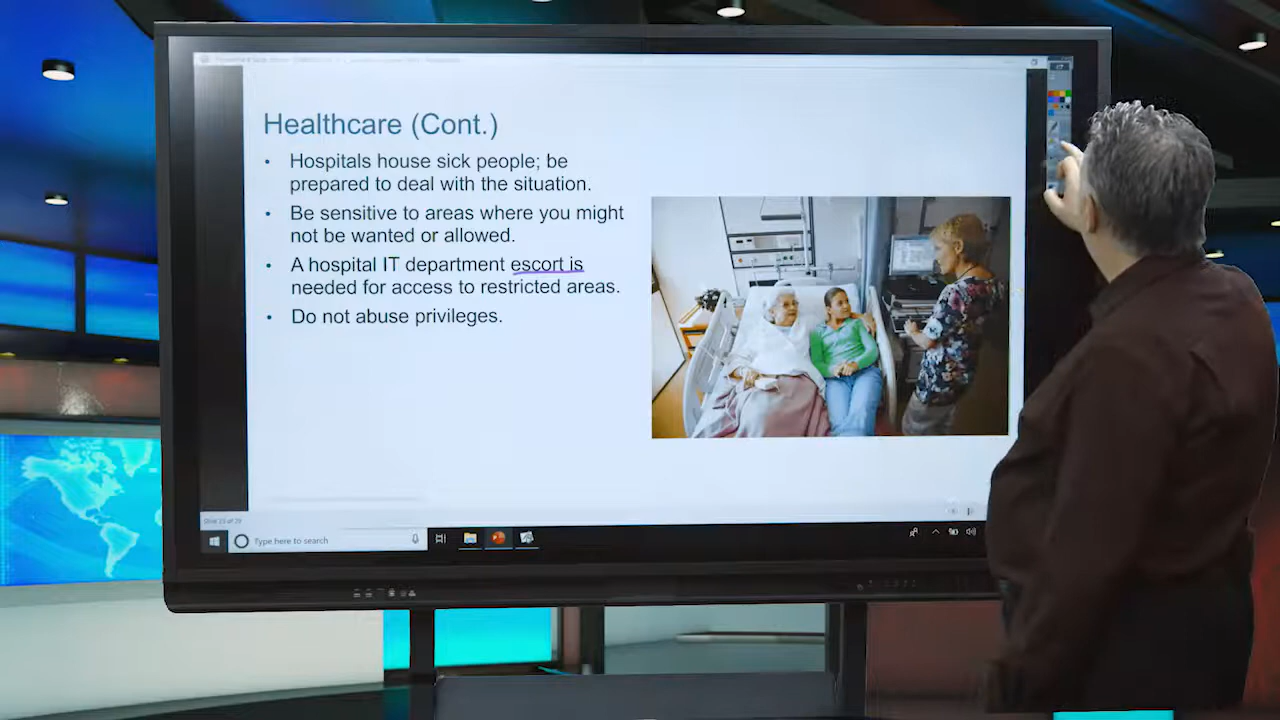 Healthcare (Cont.)
• Hospitals house sick people; be
prepared to deal with the situation.
• Be sensitive to areas where you might
not be wanted or allowed.
• A hospital IT department escort is
needed for access to restricted areas.
• Do not abuse privileges.
Type here to search